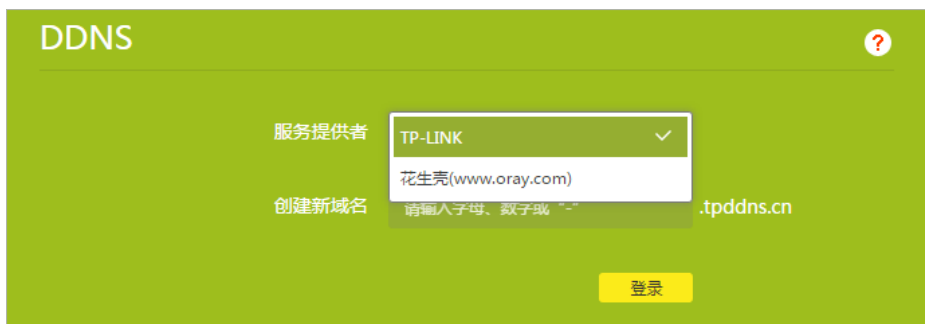 DDNS
?
服务提供者
TP-LINK
花生壳(www.oray.com)
创建新域名 请输入字母、数字或 "-" .tpddns.cn
登录